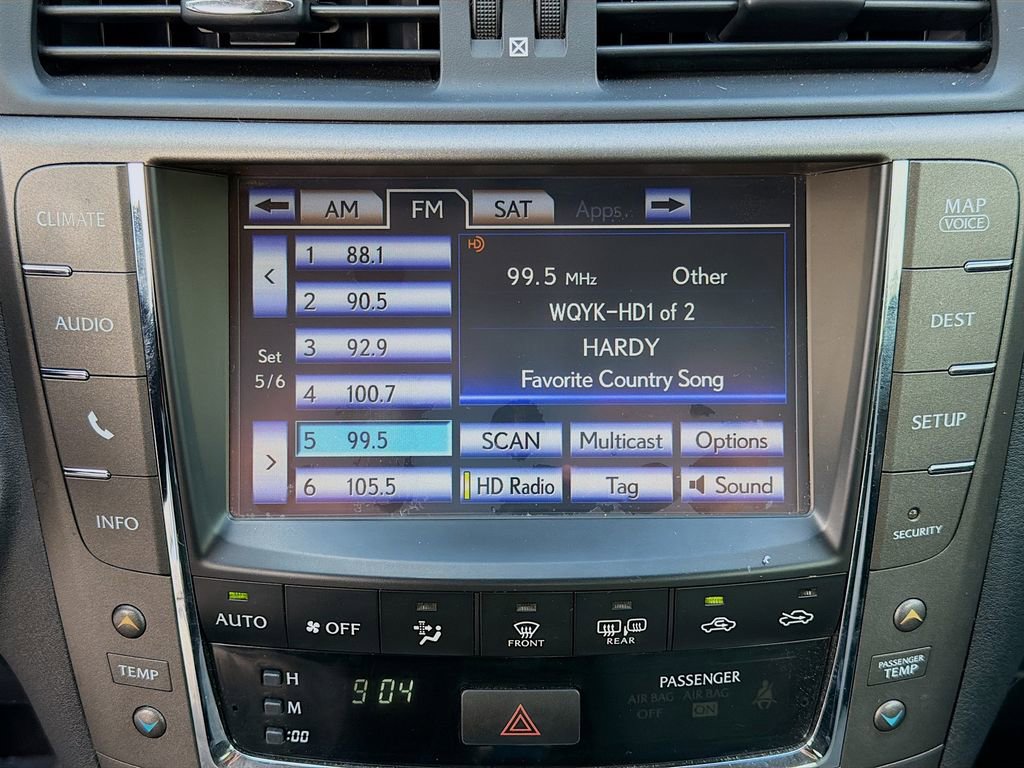 AM FM SAT Apps.
1 88.1
2 90.5
3 92.9
4 100.7
5 99.5
6 105.5
Set
5/6
HD
99.5 MHz Other
WQYK-HD1 of 2
HARDY
Favorite Country Song
SCAN Multicast Options
HD Radio Tag Sound
CLIMATE
AUDIO
INFO
MAP
VOICE
DEST
SETUP
SECURITY
AUTO OFF FRONT REAR
TEMP
PASSENGER
TEMP
H
M
:00
9:04
PASSENGER
AIR BAG AIR BAG
OFF ON